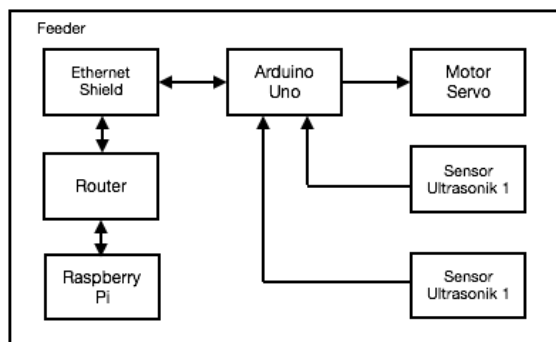 Feeder
Ethernet
Shield
Arduino
Uno
Motor
Servo
Router
Sensor
Ultrasonik 1
Raspberry
Pi
Sensor
Ultrasonik 1